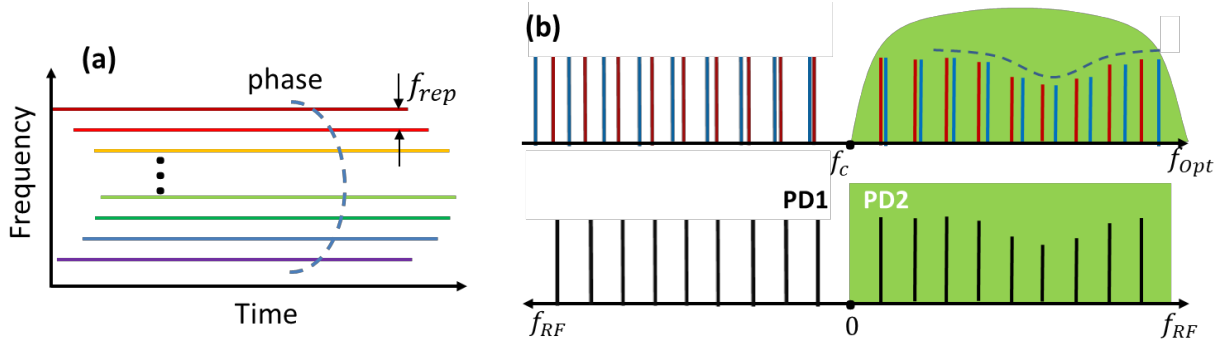 (a)
phase
f_rep
Frequency
Time
(b)
f_c
f_Opt
PD1
PD2
f_RF
0
f_RF